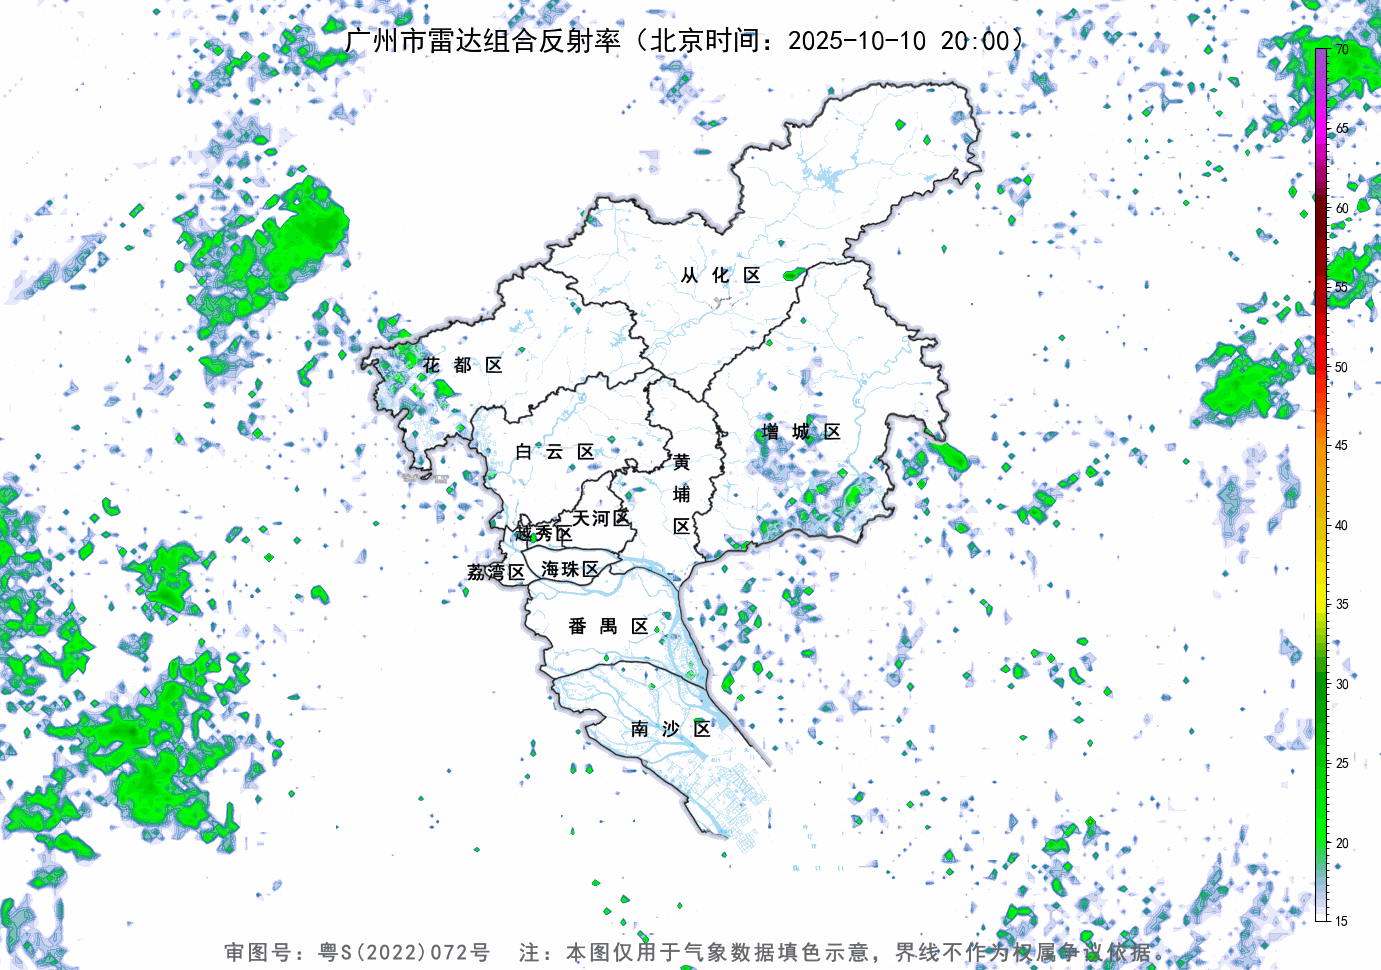 广州市雷达组合反射率（北京时间：2025-10-10 20:00）
70
65
60
55
50
45
40
35
30
25
20
15
从化区
花都区
增城区
白云区
黄埔区
天河区
越秀区
荔湾区
海珠区
番禺区
南沙区
审图号：粤S(2022)072号 注：本图仅用于气象数据填色示意，界线不作为权属争议依据。